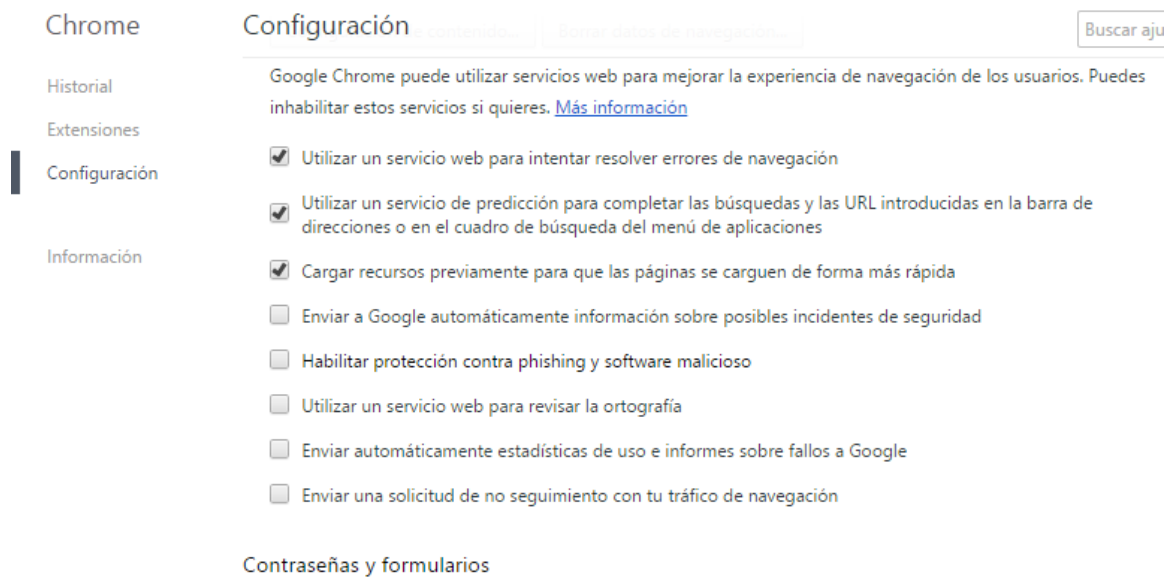 Chrome
Configuración
Buscar aju
Historial
Extensiones
Configuración
Información
contenido...
Borrar datos de navegación...
Google Chrome puede utilizar servicios web para mejorar la experiencia de navegación de los usuarios. Puedes
inhabilitar estos servicios si quieres. Más información
Utilizar un servicio web para intentar resolver errores de navegación
Utilizar un servicio de predicción para completar las búsquedas y las URL introducidas en la barra de
direcciones o en el cuadro de búsqueda del menú de aplicaciones
Cargar recursos previamente para que las páginas se carguen de forma más rápida
Enviar a Google automáticamente información sobre posibles incidentes de seguridad
Habilitar protección contra phishing y software malicioso
Utilizar un servicio web para revisar la ortografía
Enviar automáticamente estadísticas de uso e informes sobre fallos a Google
Enviar una solicitud de no seguimiento con tu tráfico de navegación
Contraseñas y formularios